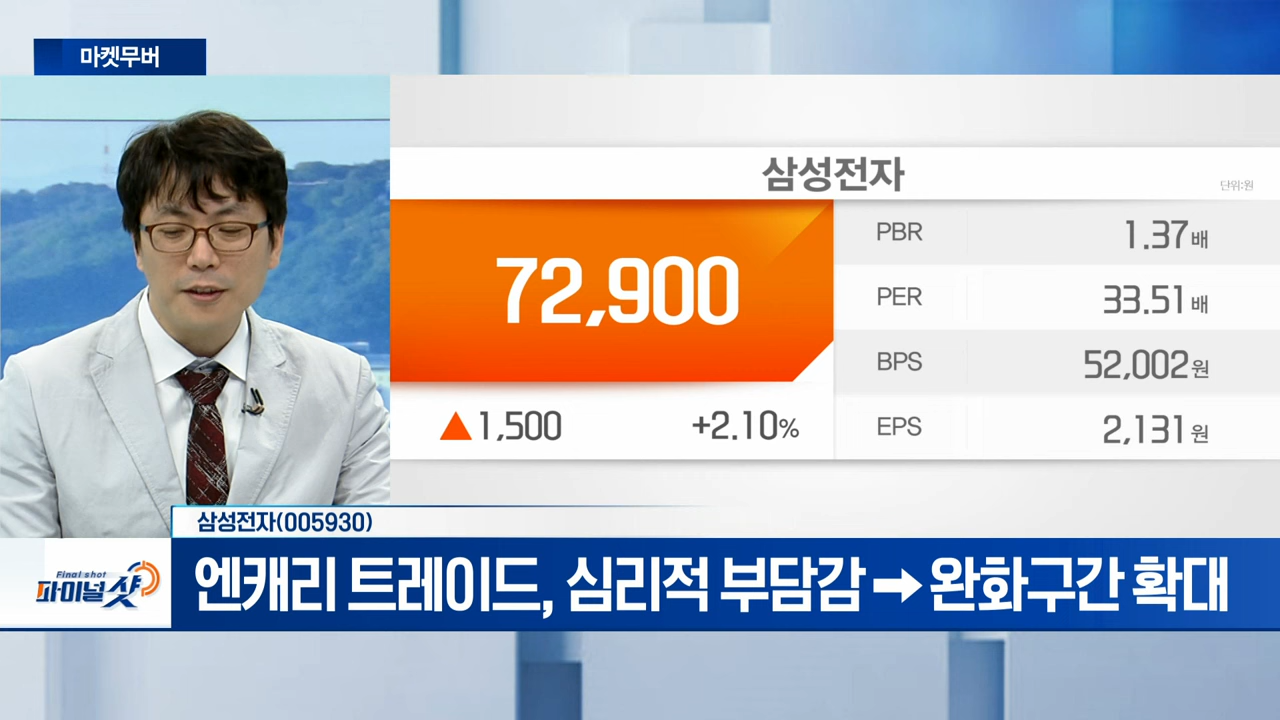 마켓무버
삼성전자
단위:원
72,900
▲1,500 +2.10%
PBR 1.37배
PER 33.51배
BPS 52,002원
EPS 2,131원
삼성전자(005930)
Final shot
파이널샷
엔캐리 트레이드, 심리적 부담감➡완화구간 확대